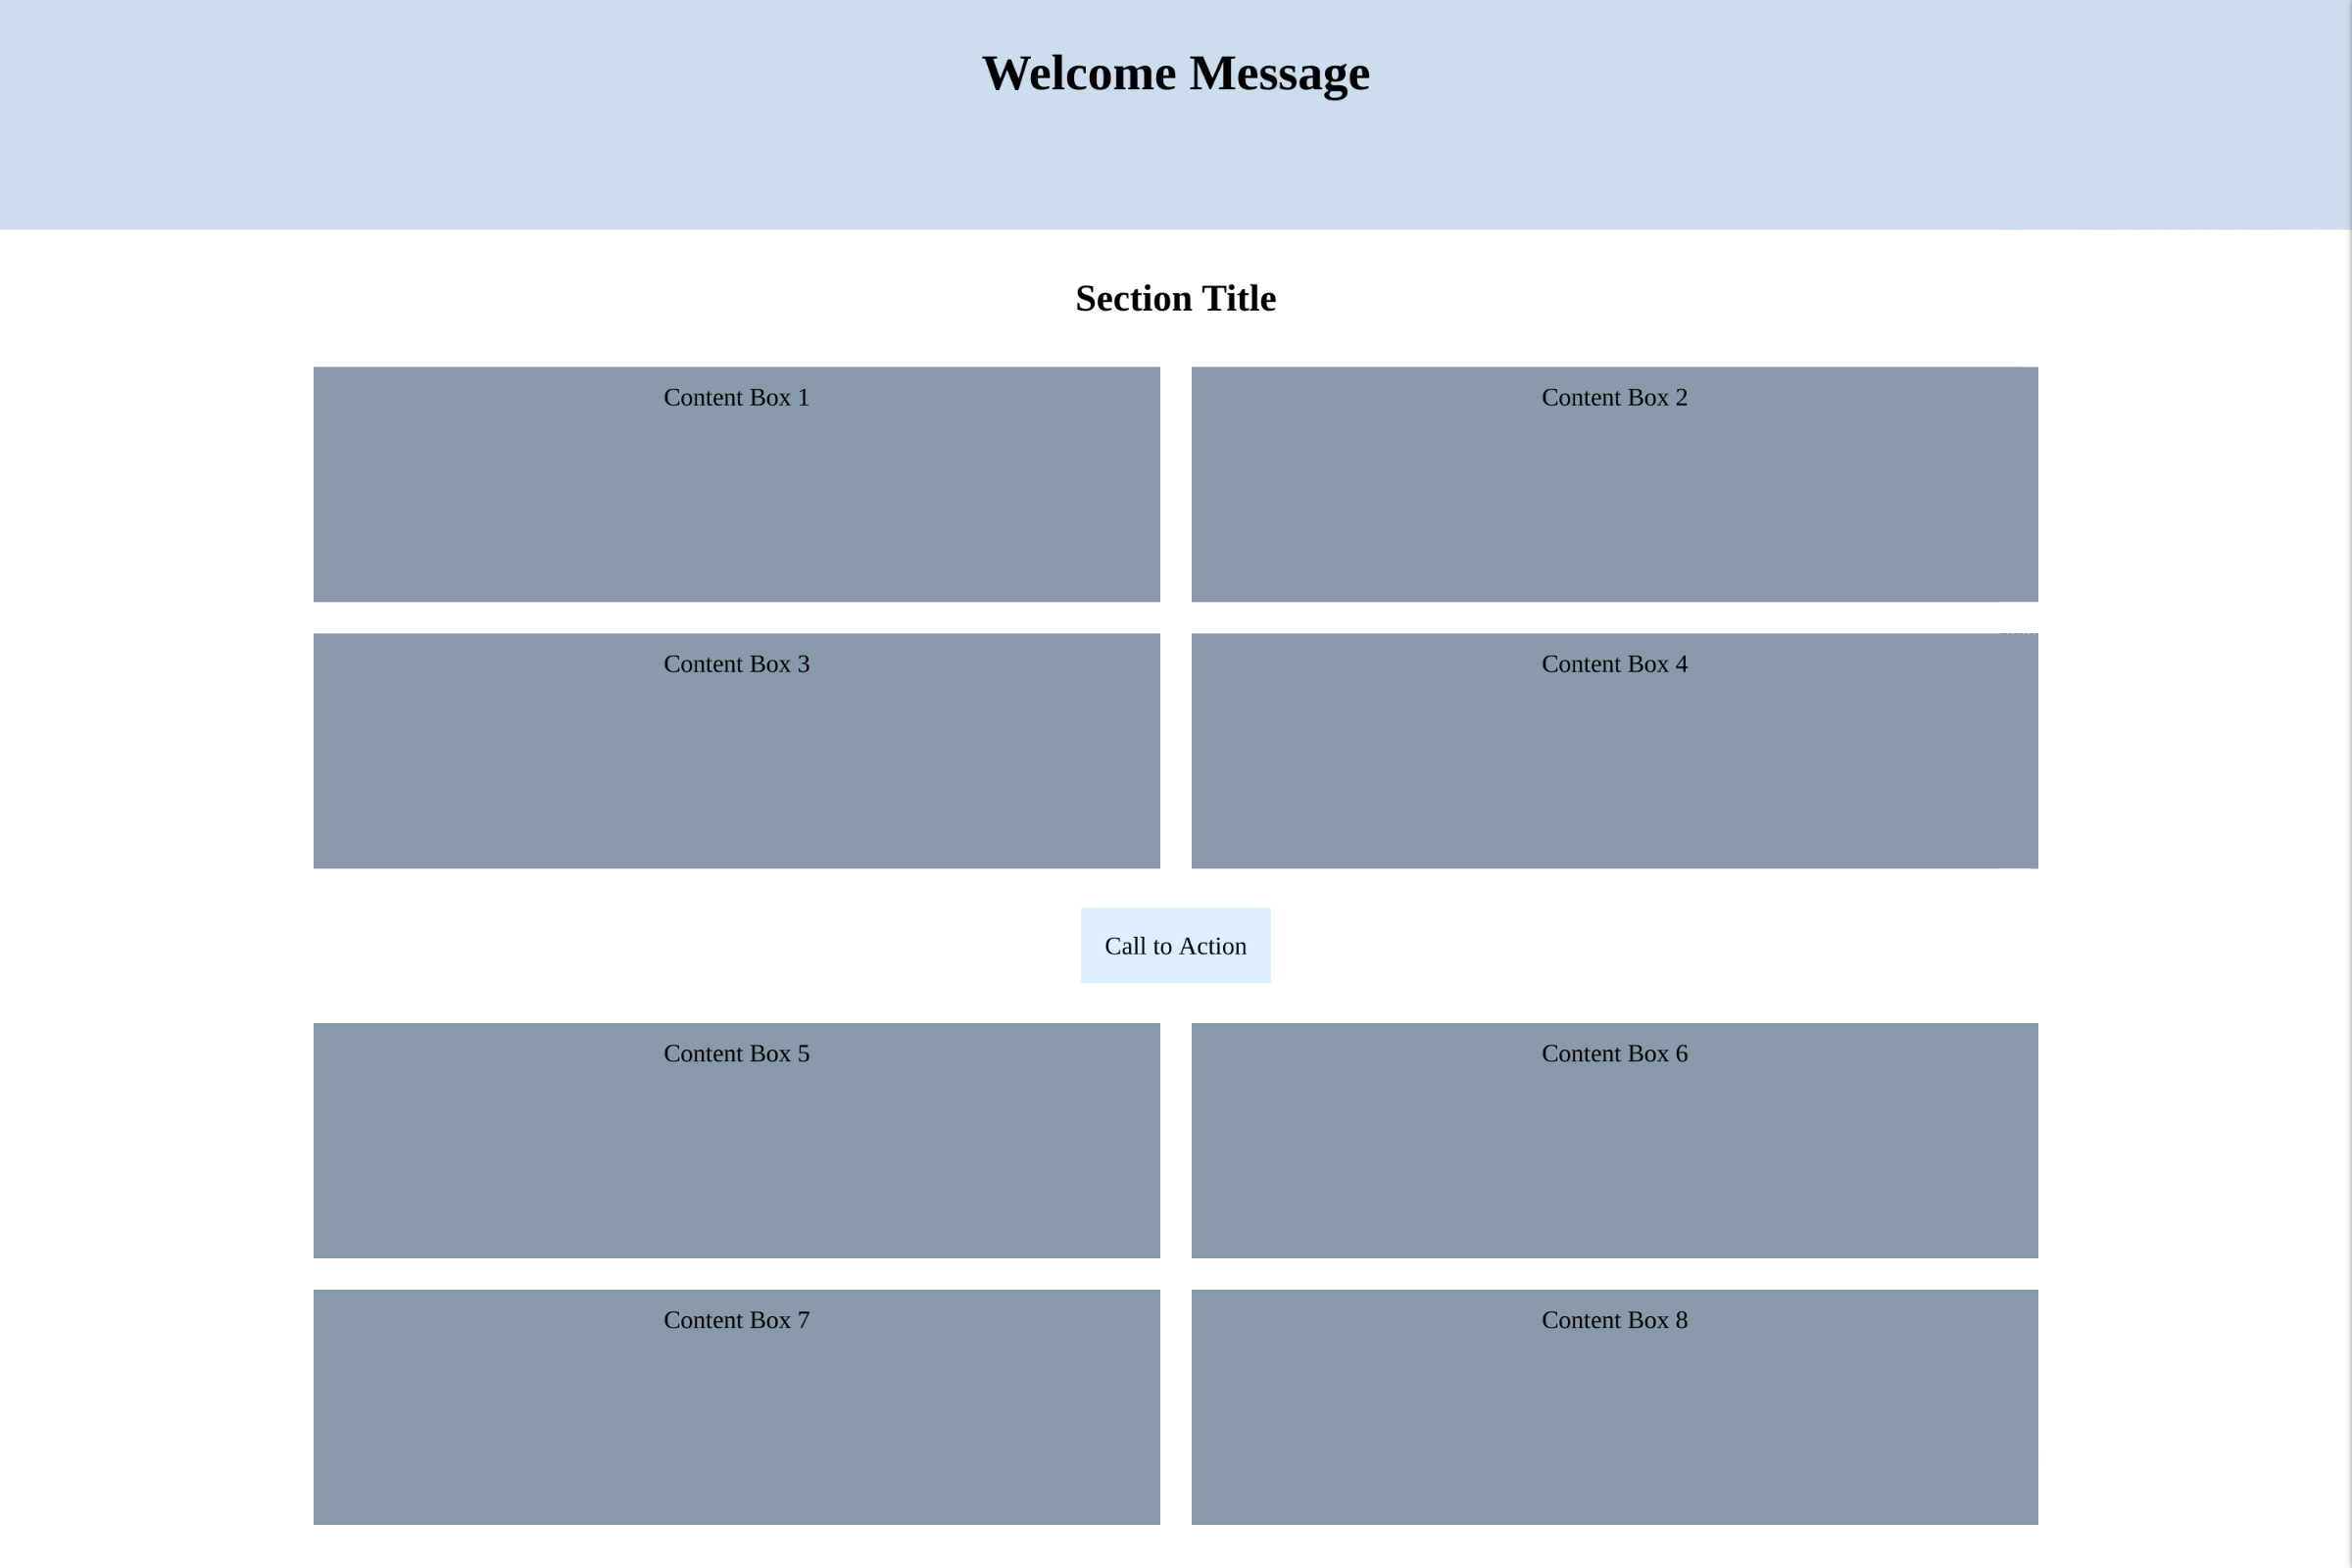 Welcome Message
Section Title
Content Box 1
Content Box 2
Content Box 3
Content Box 4
Call to Action
Content Box 5
Content Box 6
Content Box 7
Content Box 8